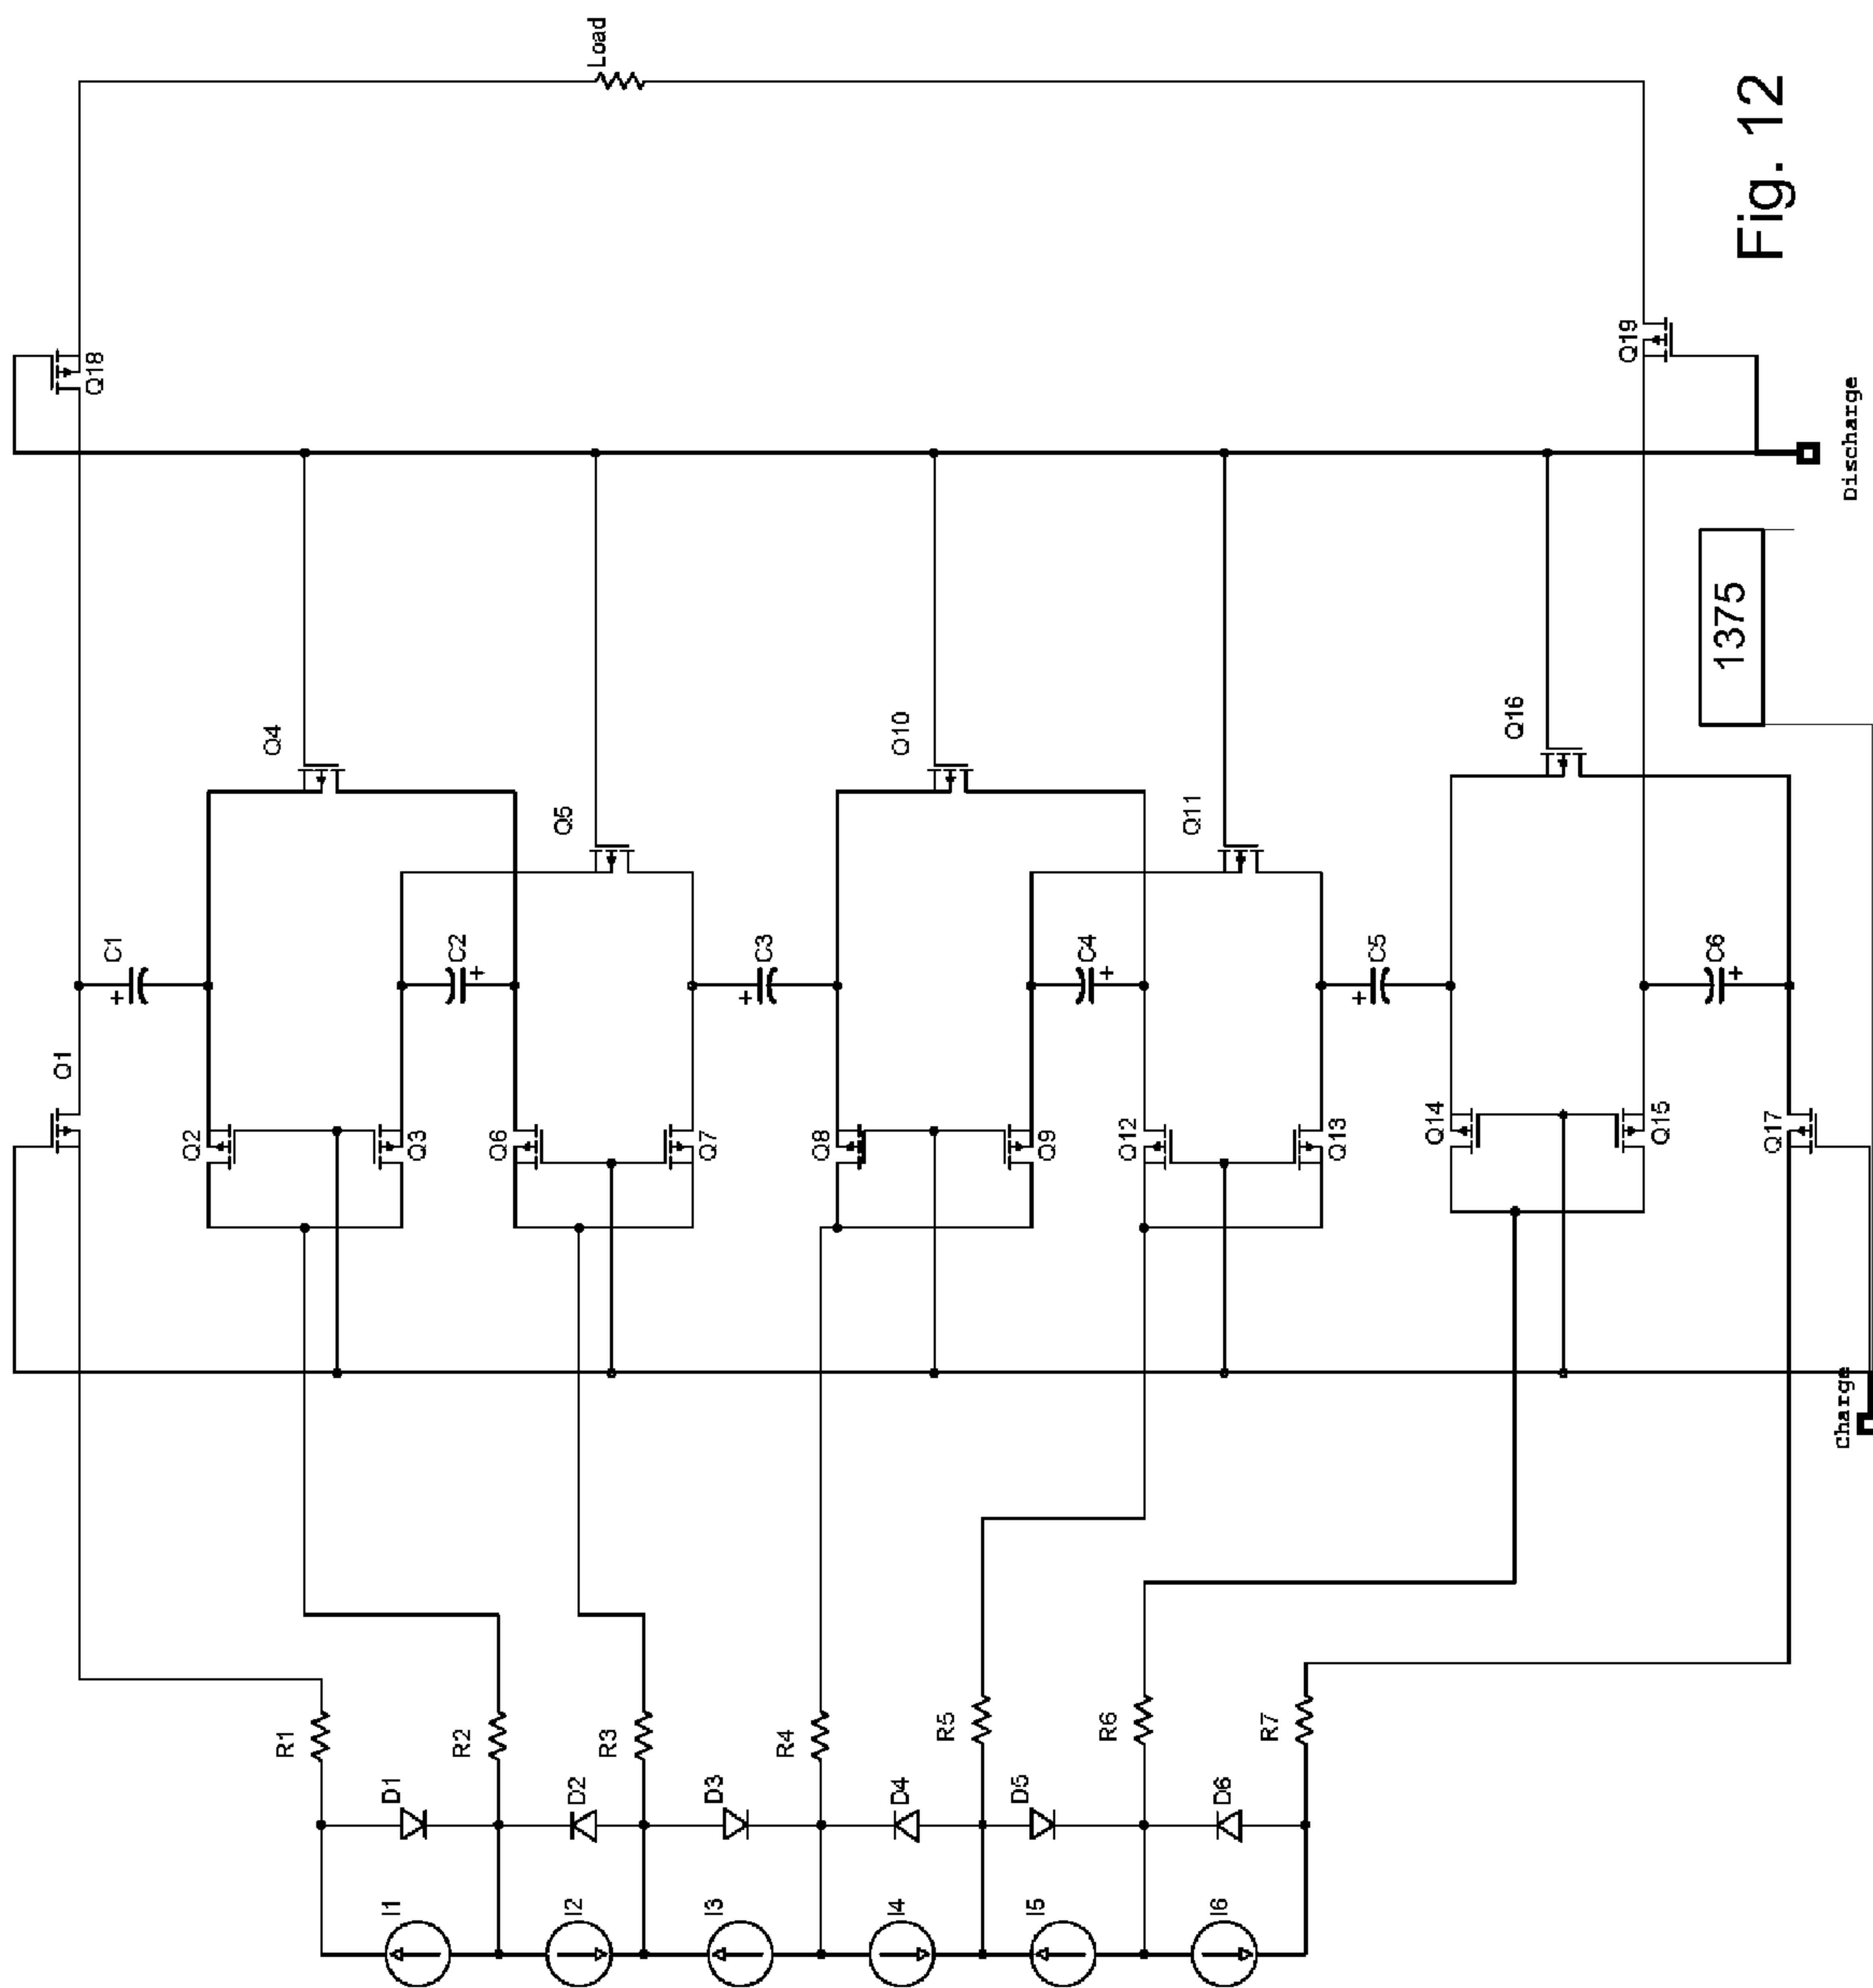 Load
Fig. 12
Q18
Q19
Discharge
1375
Q4
Q5
Q10
Q11
Q16
C1
+
C2
+
C3
+
C4
+
C5
+
C6
+
Q1
Q2
Q3
Q6
Q7
Q8
Q9
Q12
Q13
Q14
Q15
Q17
Charge
R1
R2
R3
R4
R5
R6
R7
D1
D2
D3
D4
D5
D6
I1
I2
I3
I4
I5
I6